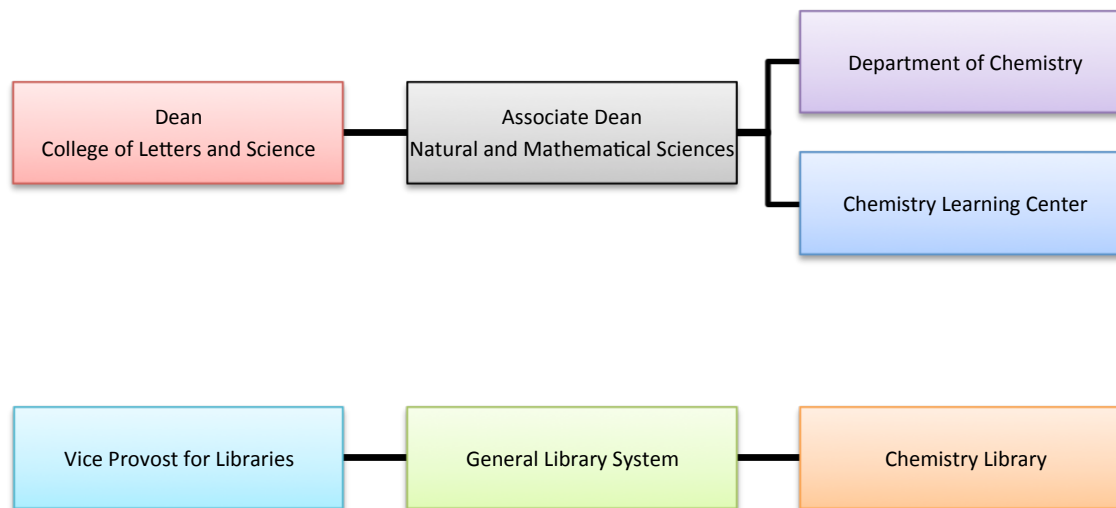 Dean
College of Letters and Science
Associate Dean
Natural and Mathematical Sciences
Department of Chemistry
Chemistry Learning Center
Vice Provost for Libraries
General Library System
Chemistry Library